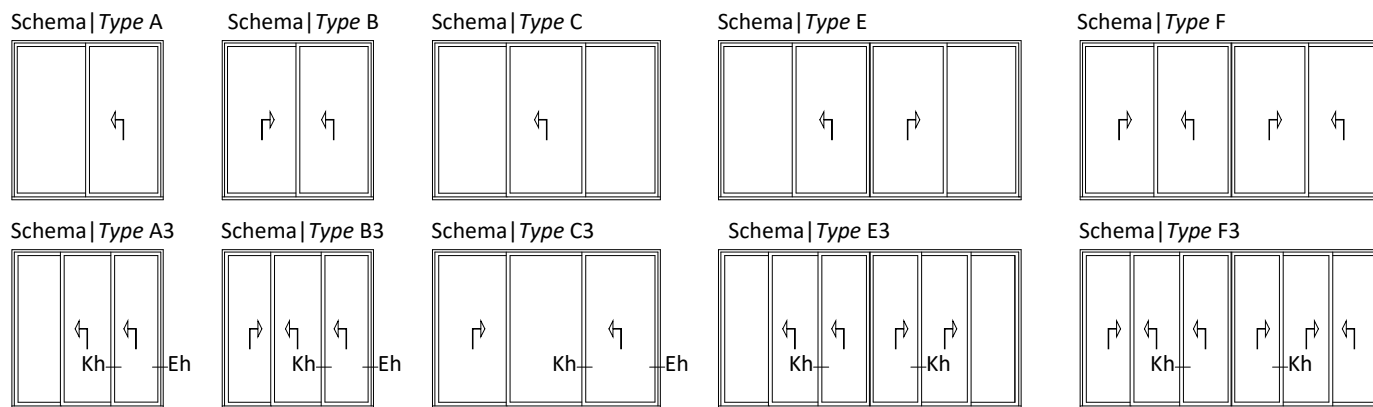 Schema|Type A
Schema|Type B
Schema|Type C
Schema|Type E
Schema|Type F
Schema|Type A3
Schema|Type B3
Schema|Type C3
Schema|Type E3
Schema|Type F3
Kh Eh
Kh Eh
Kh Eh
Kh Kh
Kh Kh